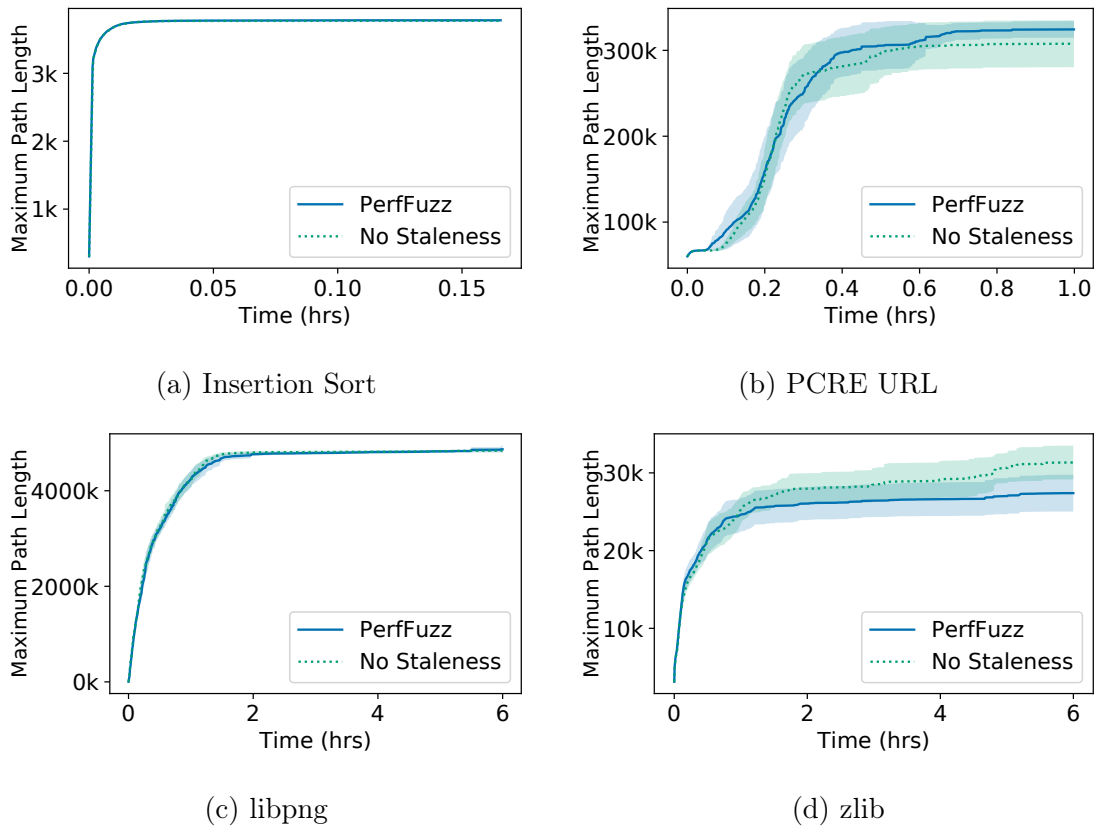 Maximum Path Length
3k
2k
1k
PerfFuzz
No Staleness
0.00 0.05 0.10 0.15
Time (hrs)
(a) Insertion Sort
Maximum Path Length
300k
200k
100k
PerfFuzz
No Staleness
0.0 0.2 0.4 0.6 0.8 1.0
Time (hrs)
(b) PCRE URL
Maximum Path Length
4000k
2000k
0k
PerfFuzz
No Staleness
0 2 4 6
Time (hrs)
(c) libpng
Maximum Path Length
30k
20k
10k
PerfFuzz
No Staleness
0 2 4 6
Time (hrs)
(d) zlib